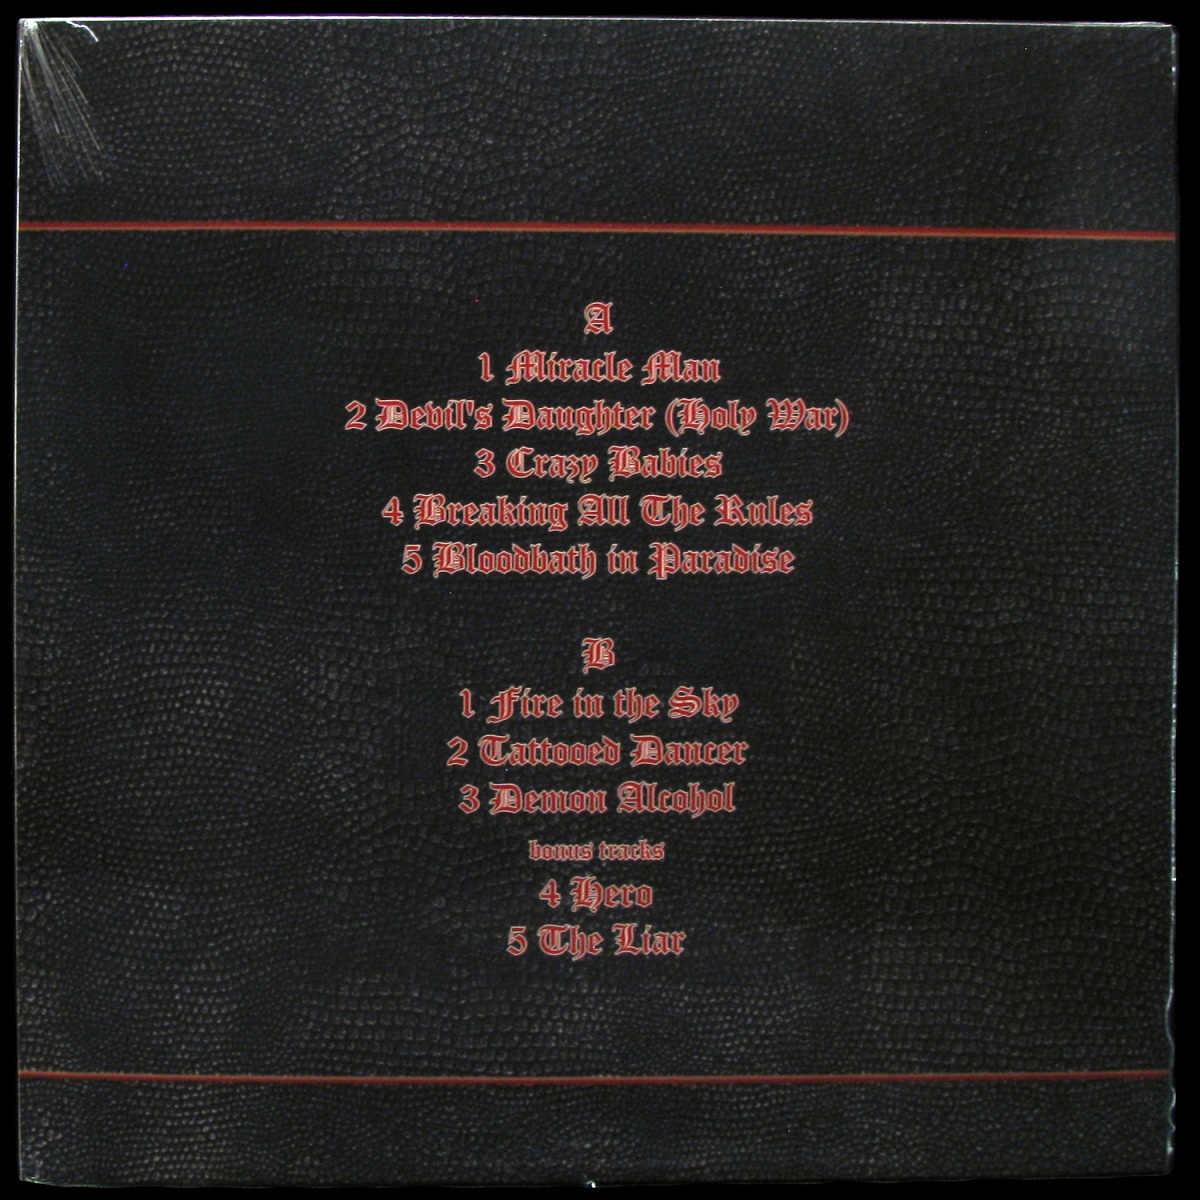 A
1 Miracle Man
2 Devil's Daughter (Holy War)
3 Crazy Babies
4 Breaking All The Rules
5 Bloodbath in Paradise
B
1 Fire in the Sky
2 Tattooed Dancer
3 Demon Alcohol
bonus tracks
4 Hero
5 The Liar